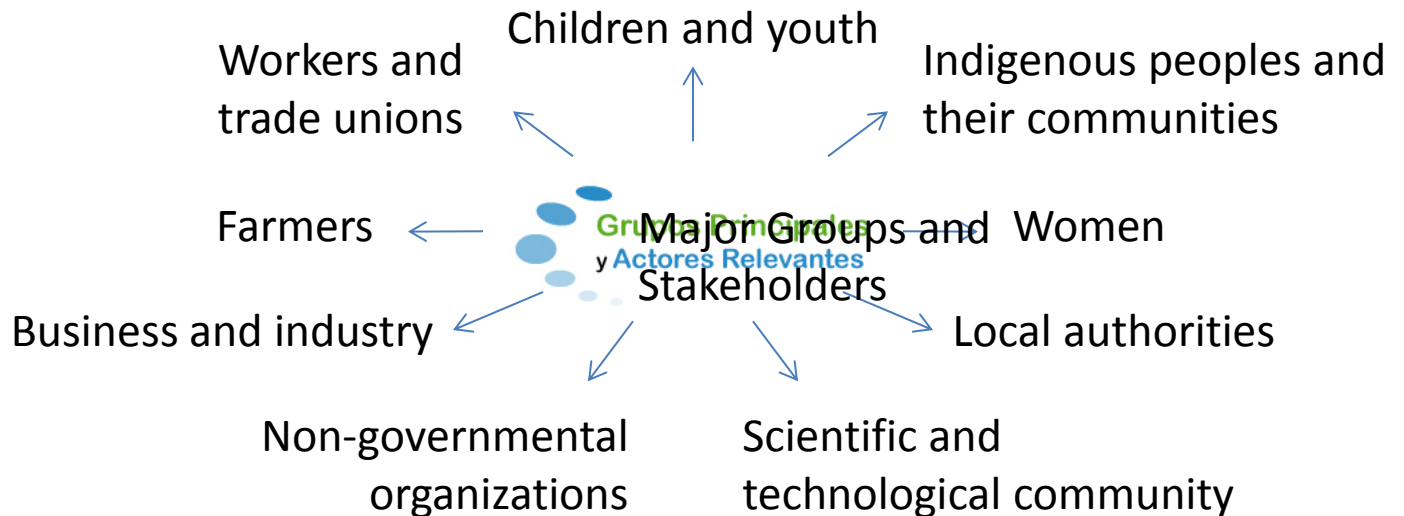 Children and youth
Workers and
trade unions
Indigenous peoples and
their communities
Farmers
Grupos Principales
y Actores Relevantes
Major Groups and
Stakeholders
Women
Business and industry
Local authorities
Non-governmental
organizations
Scientific and
technological community